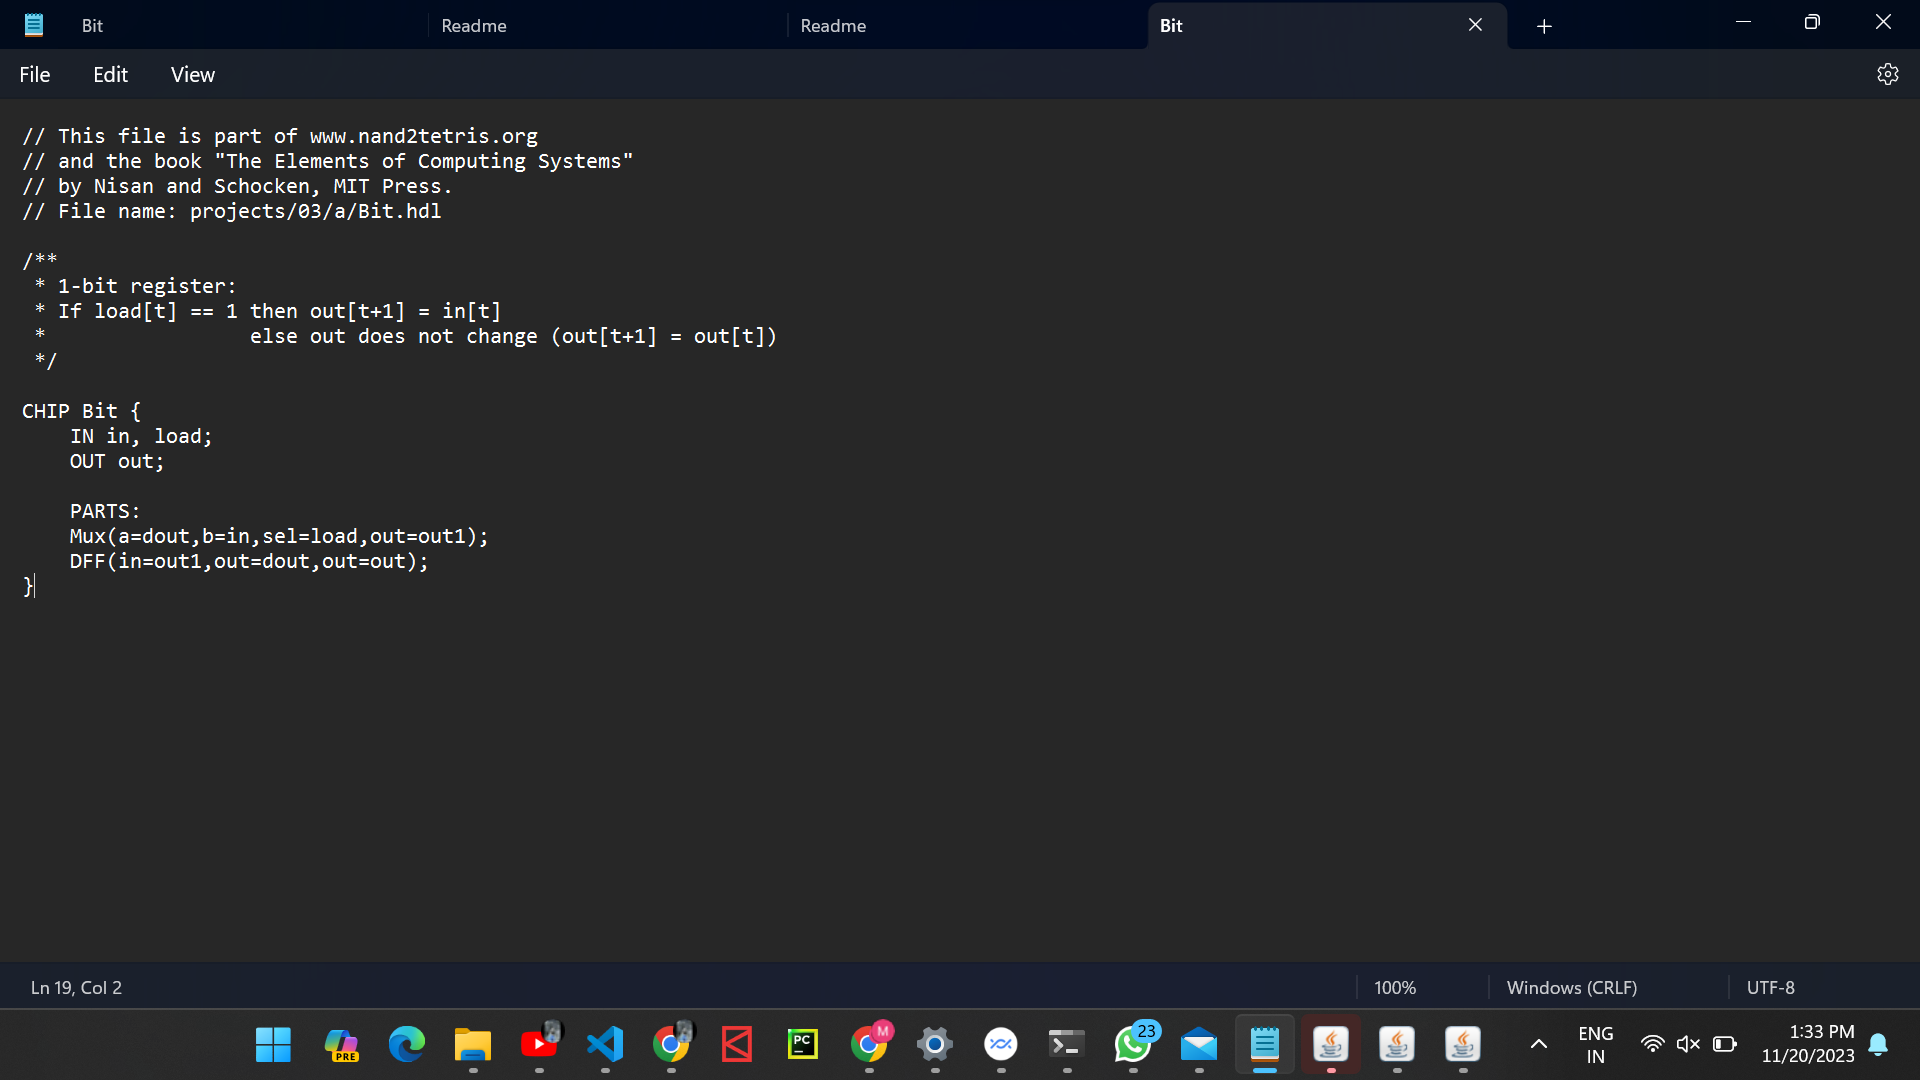 Bit
Readme
Readme
Bit
File
Edit
View
// This file is part of www.nand2tetris.org
// and the book "The Elements of Computing Systems"
// by Nisan and Schocken, MIT Press.
// File name: projects/03/a/Bit.hdl
/**
* 1-bit register:
* If load[t] == 1 then out[t+1] = in[t]
* else out does not change (out[t+1] = out[t])
*/
CHIP Bit {
IN in, load;
OUT out;
PARTS:
Mux(a=dout,b=in,sel=load,out=out1);
DFF(in=out1,out=dout,out=out);
}
Ln 19, Col 2
100%
Windows (CRLF)
UTF-8
PRE
PC
M
23
ENG
IN
1:33 PM
11/20/2023